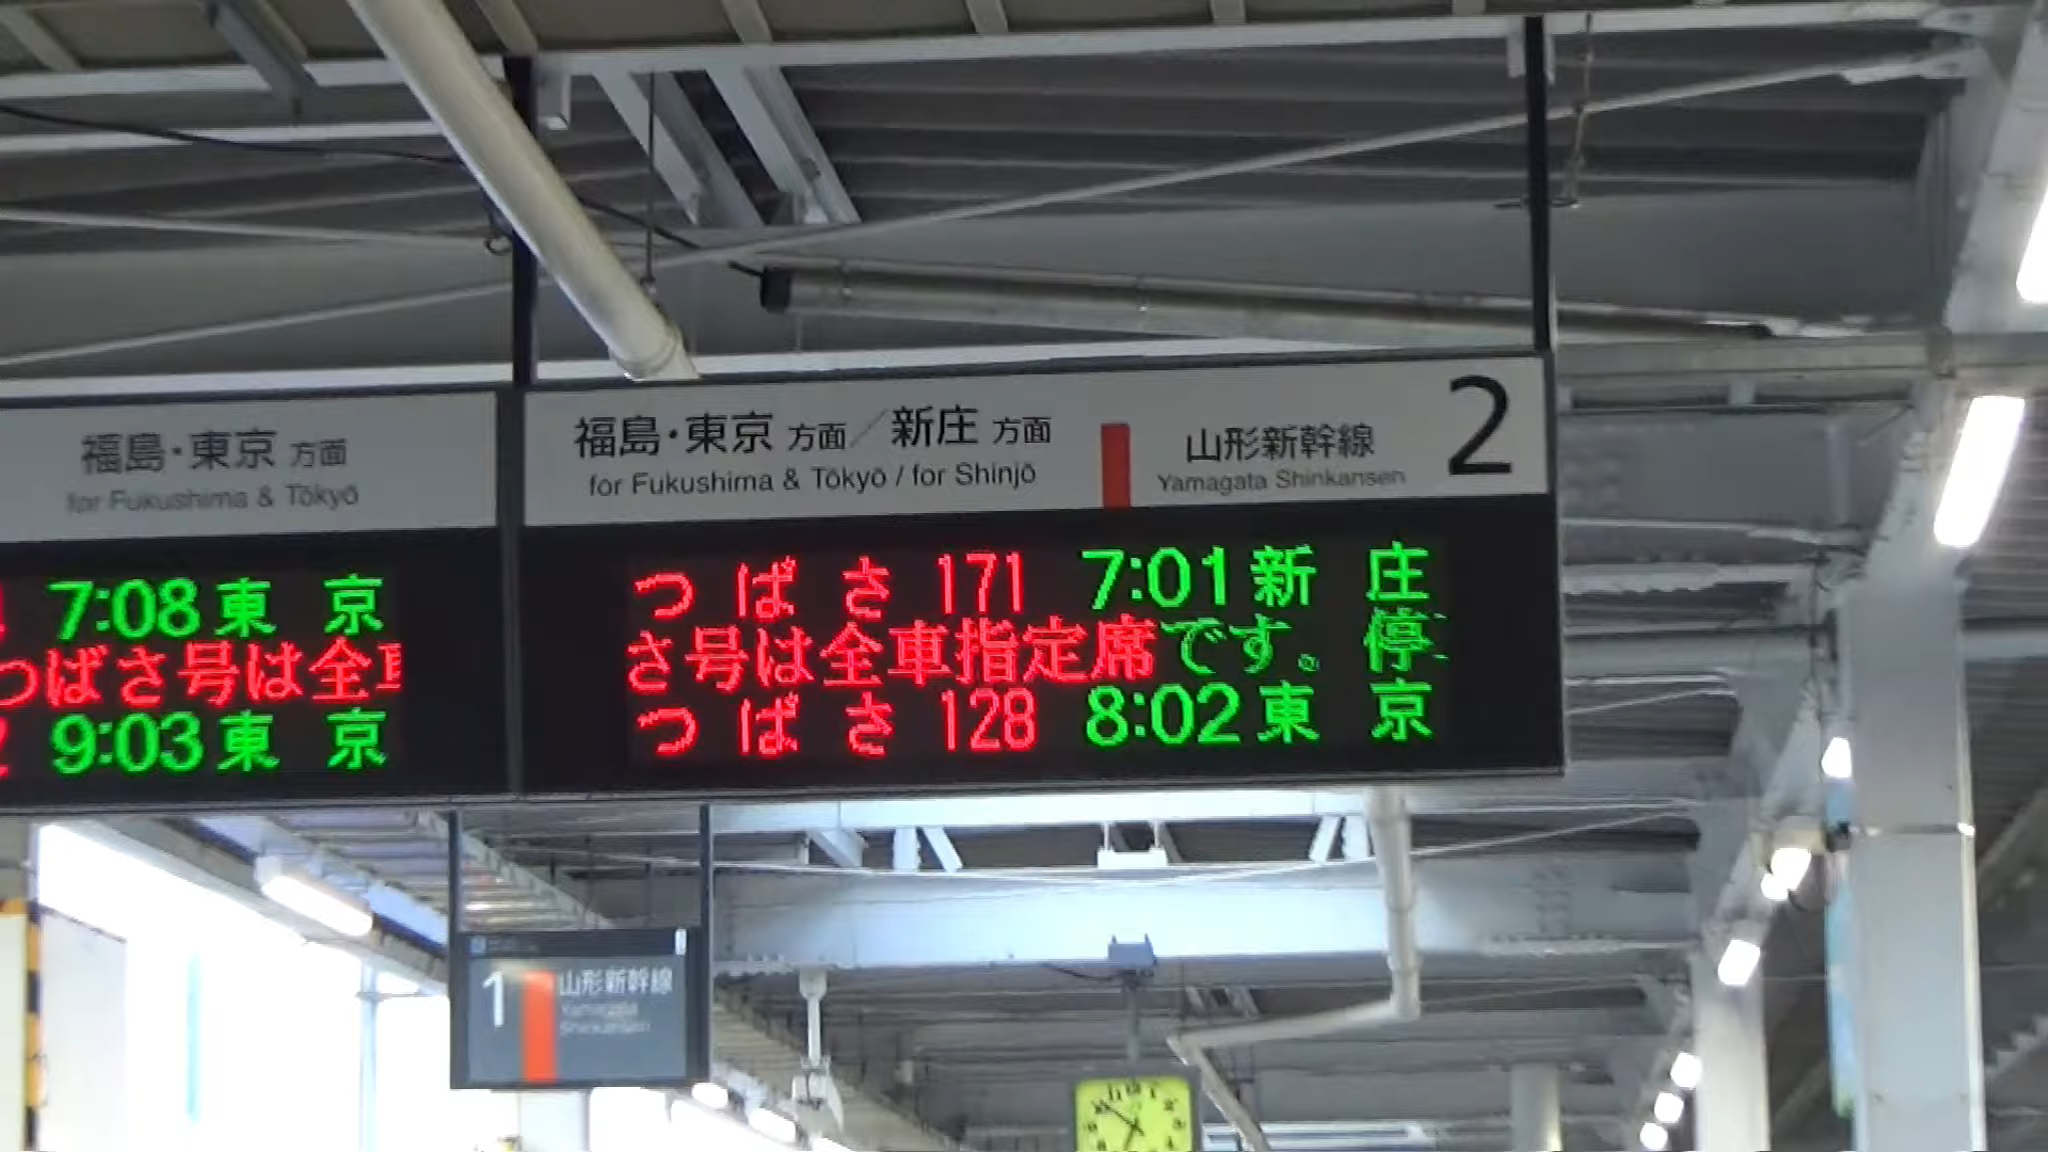 福島・東京 方面
for Fukushima & Tōkyō
7:08 東京
つばさ号は全
9:03 東京
福島・東京 方面／新庄 方面
for Fukushima & Tōkyō / for Shinjō
山形新幹線
Yamagata Shinkansen
2
つばさ 171 7:01 新庄
さ号は全車指定席です。停
つばさ 128 8:02 東京
1
山形新幹線
Yamagata
Shinkansen